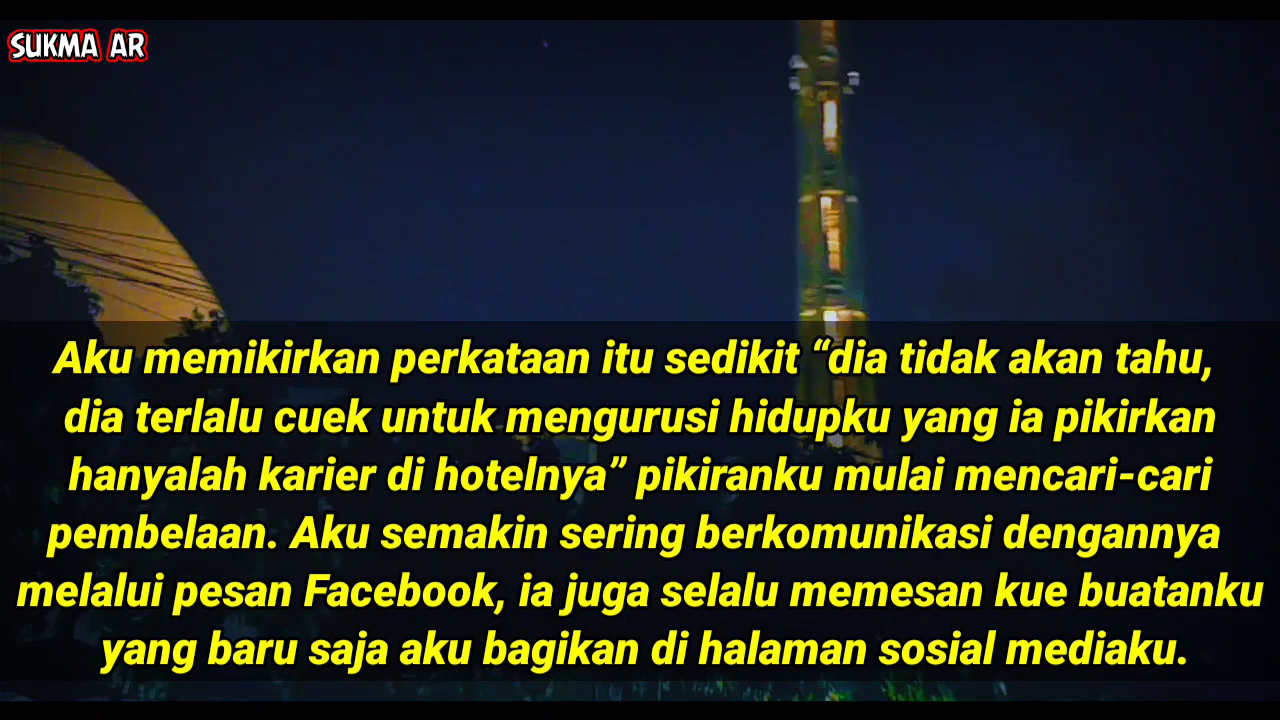 SUKMA AR
Aku memikirkan perkataan itu sedikit “dia tidak akan tahu,
dia terlalu cuek untuk mengurusi hidupku yang ia pikirkan
hanyalah karier di hotelnya” pikiranku mulai mencari-cari
pembelaan. Aku semakin sering berkomunikasi dengannya
melalui pesan Facebook, ia juga selalu memesan kue buatanku
yang baru saja aku bagikan di halaman sosial mediaku.